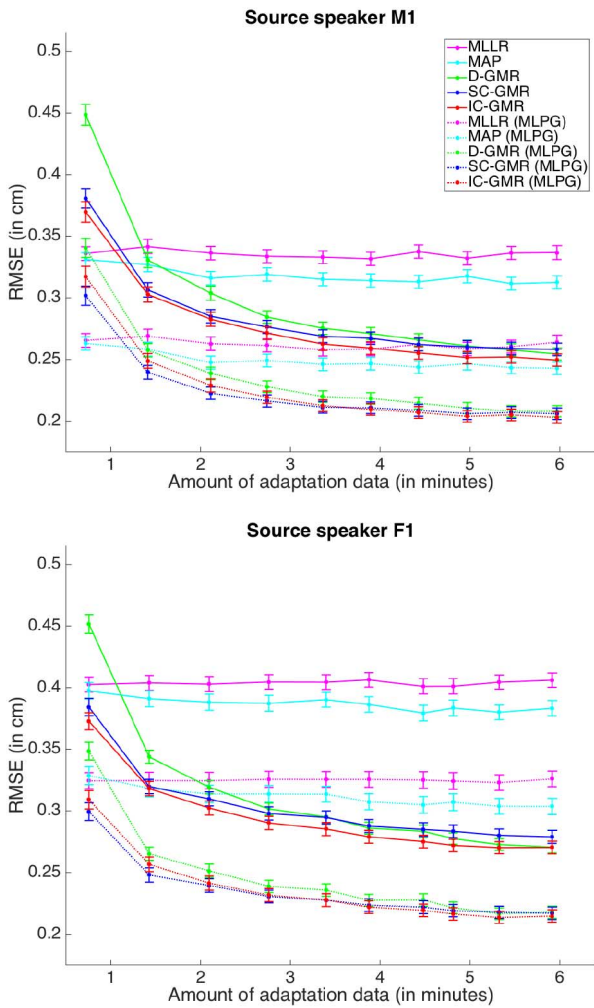 Source speaker M1
0.5
0.45
0.4
0.35
0.3
0.25
0.2
RMSE (in cm)
MLLR
MAP
D-GMR
SC-GMR
IC-GMR
MLLR (MLPG)
MAP (MLPG)
D-GMR (MLPG)
SC-GMR (MLPG)
IC-GMR (MLPG)
1 2 3 4 5 6
Amount of adaptation data (in minutes)
Source speaker F1
0.5
0.45
0.4
0.35
0.3
0.25
0.2
RMSE (in cm)
1 2 3 4 5 6
Amount of adaptation data (in minutes)